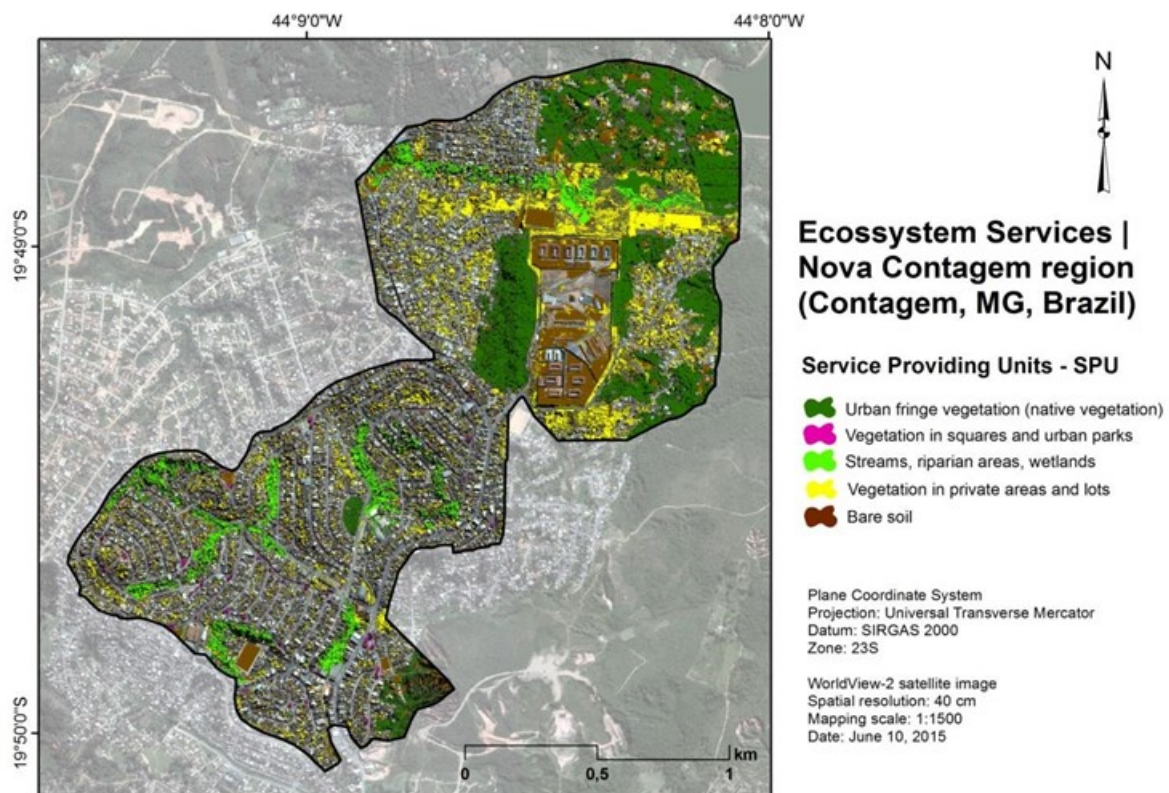 44°9'0"W
44°8'0"W
N
19°49'0"S
Ecossystem Services |
Nova Contagem region
(Contagem, MG, Brazil)
Service Providing Units - SPU
Urban fringe vegetation (native vegetation)
Vegetation in squares and urban parks
Streams, riparian areas, wetlands
Vegetation in private areas and lots
Bare soil
Plane Coordinate System
Projection: Universal Transverse Mercator
Datum: SIRGAS 2000
Zone: 23S
WorldView-2 satellite image
Spatial resolution: 40 cm
Mapping scale: 1:1500
Date: June 10, 2015
19°50'0"S
km
0
0,5
1